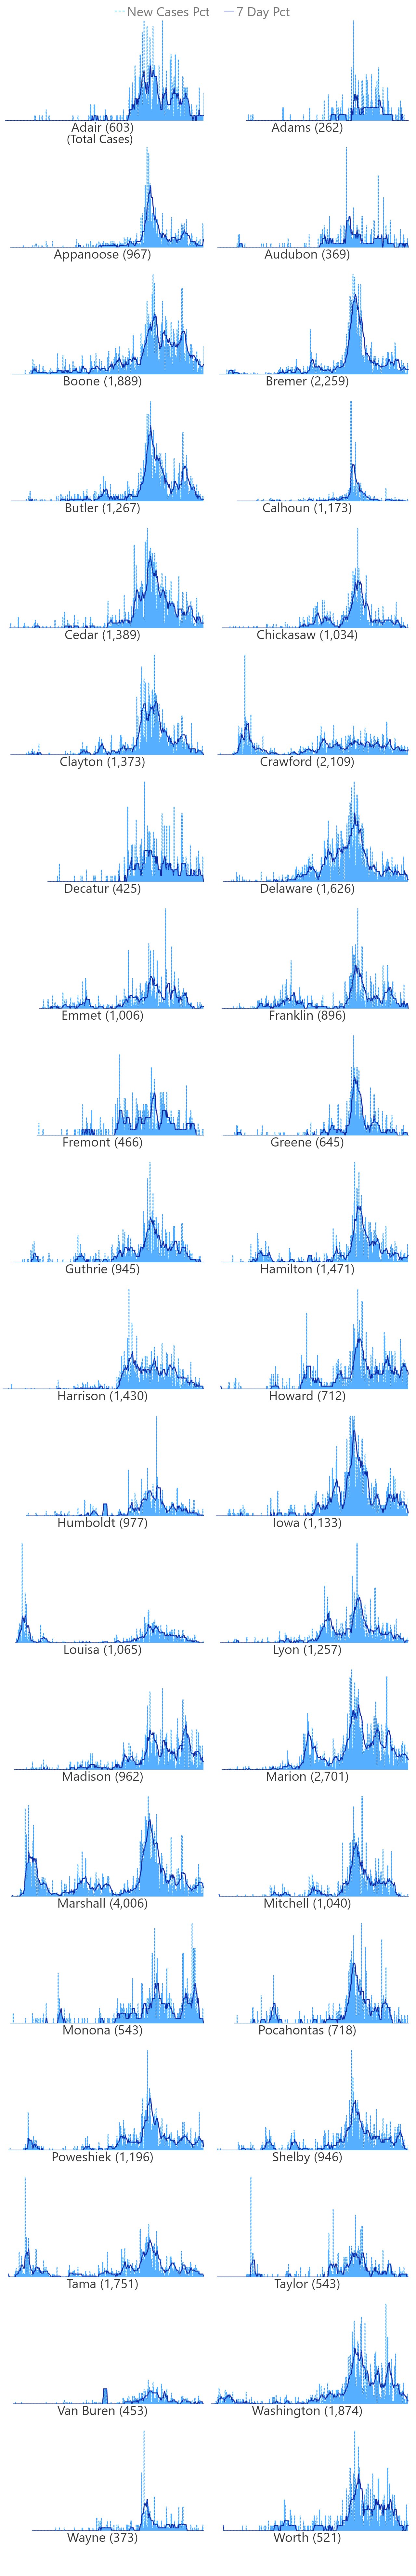 New Cases Pct 7 Day Pct
Adair (603) Adams (262)
(Total Cases)
Appanoose (967) Audubon (369)
Boone (1,889) Bremer (2,259)
Butler (1,267) Calhoun (1,173)
Cedar (1,389) Chickasaw (1,034)
Clayton (1,373) Crawford (2,109)
Decatur (425) Delaware (1,626)
Emmet (1,006) Franklin (896)
Fremont (466) Greene (645)
Guthrie (945) Hamilton (1,471)
Harrison (1,430) Howard (712)
Humboldt (977) Iowa (1,133)
Louisa (1,065) Lyon (1,257)
Madison (962) Marion (2,701)
Marshall (4,006) Mitchell (1,040)
Monona (543) Pocahontas (718)
Poweshiek (1,196) Shelby (946)
Tama (1,751) Taylor (543)
Van Buren (453) Washington (1,874)
Wayne (373) Worth (521)